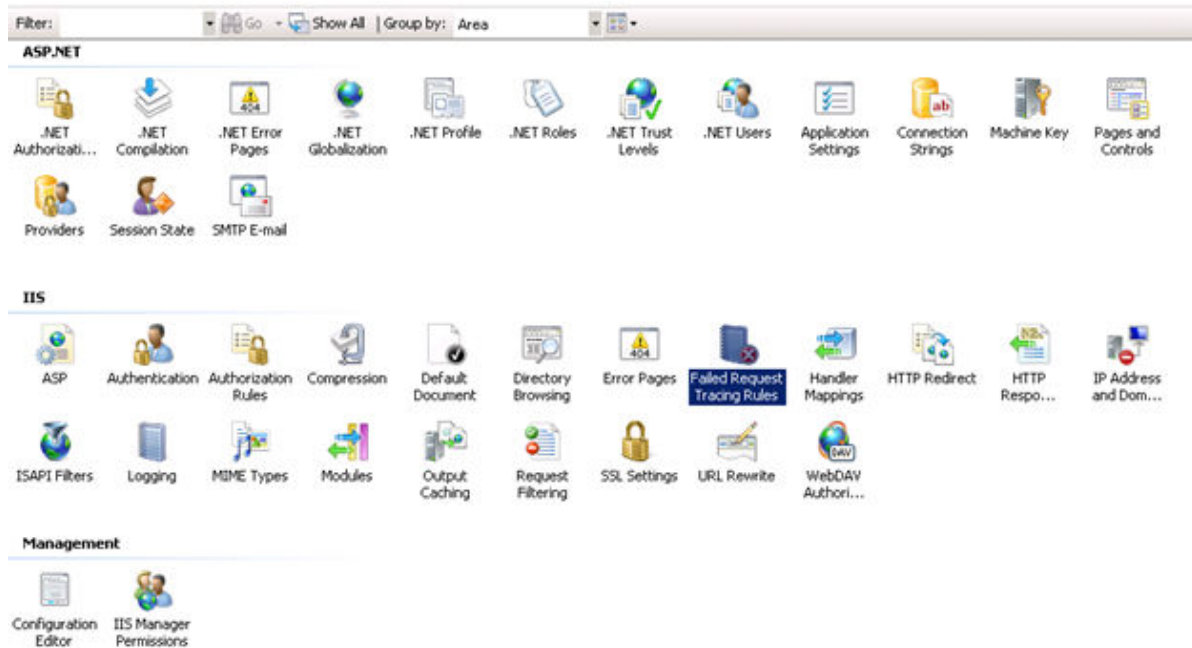 Filter: Go Show All | Group by: Area
ASP.NET
.NET Authorizati... .NET Compilation .NET Error Pages .NET Globalization .NET Profile .NET Roles .NET Trust Levels .NET Users Application Settings Connection Strings Machine Key Pages and Controls
Providers Session State SMTP E-mail
IIS
ASP Authentication Authorization Rules Compression Default Document Directory Browsing Error Pages Failed Request Tracing Rules Handler Mappings HTTP Redirect HTTP Respo... IP Address and Dom...
ISAPI Filters Logging MIME Types Modules Output Caching Request Filtering SSL Settings URL Rewrite WebDAV Authori...
Management
Configuration Editor IIS Manager Permissions